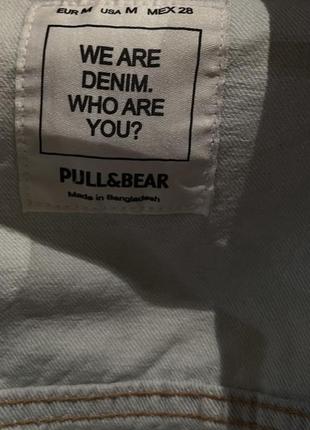 EUR M USA M MEX 28
WE ARE
DENIM.
WHO ARE
YOU?
PULL&BEAR
Made in Bangladesh